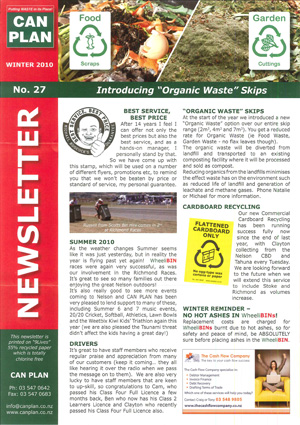 Putting WASTE in its Place!
CAN
PLAN
WINTER 2010
Food
Scraps
Garden
Cuttings
No. 27
Introducing "Organic Waste" Skips
NEWSLETTER
BEST SERVICE,
BEST PRICE
After 14 years I feel I
can offer not only the
best prices but also the
best service, and as a
hands-on manager, I
personally stand by that.
So we have come up
with this stamp, which will be used on a number
of different flyers, promotions etc, to remind
you that we won't be beaten by price or
standard of service, my personal guarantee.
SUMMER 2010
As the weather changes Summer seems
like it was just yesterday, but in reality the
year is flying past yet again! WheelieBIN
races were again very successful, as was
our involvement in the Richmond Races.
It's great to see so many families out there
enjoying the great Nelson outdoors!
It's also really good to see more events
coming to Nelson and CAN PLAN has been
very pleased to lend support to many of these,
including Summer 6 and 7 music events,
20/20 Cricket, Softball, Athletics, Lawn Bowls
and the Weetbix Kids Tryathlon again this
year (we are also pleased the Tsunami threat
didn't affect the kids having a great day!)
DRIVERS
It's great to have staff members who receive
regular praise and appreciation from many
of our customers (keep it coming.. they all
like hearing it over the radio when we pass
the message on to them!). We are also very
lucky to have staff members that are keen
to up-skill, so congratulations to Cam, who
passed his Class Four Full Licence a few
months back, Ben who now has his Class 2
Learners Licence and Clayton who recently
passed his Class Four Full Licence also.
"ORGANIC WASTE" SKIPS
At the start of the year we introduced a new
"Organic Waste" option over our entire skip
range (2m³, 4m³ and 7m³). You get a reduced
rate for Organic Waste (ie Food Waste,
Garden Waste - no flax leaves though).
The organic waste will be diverted from
landfill and transported to an existing
composting facility where it will be processed
and sold as compost.
Reducing organics from the landfills minimises
the effect waste has on the environment such
as reduced life of landfill and generation of
leachate and methane gases. Phone Natalie
or Michael for more information.
CARDBOARD RECYCLING
FLATTENED
CARDBOARD
ONLY
Our new Commercial
Cardboard Recycling
has been running
success fully now
since the end of last
year, with Clayton
collecting from the
Nelson CBD and
Tahuna every Tuesday.
We are looking forward
to the future when we
will extend this service
to include Stoke and
Richmond as volumes
increase.
WINTER REMINDER –
NO HOT ASHES IN WheelieBINs!
Replacement costs are charged for
WheelieBINs burnt due to hot ashes, so for
safety and peace of mind, be ABSOLUTELY
sure before placing ashes in the WheelieBIN.
This newsletter is
printed on "9Lives"
55% recycled paper
which is totally
chlorine free
CAN PLAN
Ph: 03 547 0642
Fax: 03 547 0683
info@canplan.co.nz
www.canplan.co.nz
The Cash Flow Company
The Cash Flow Company specialise in:
Debtor Management
Invoice Finance
Debt Recovery
Drafting Terms of Trade
Which one of these services will help you today?
Contact Craig at 03 546 5505
www.thecashflowcompany.co.nz